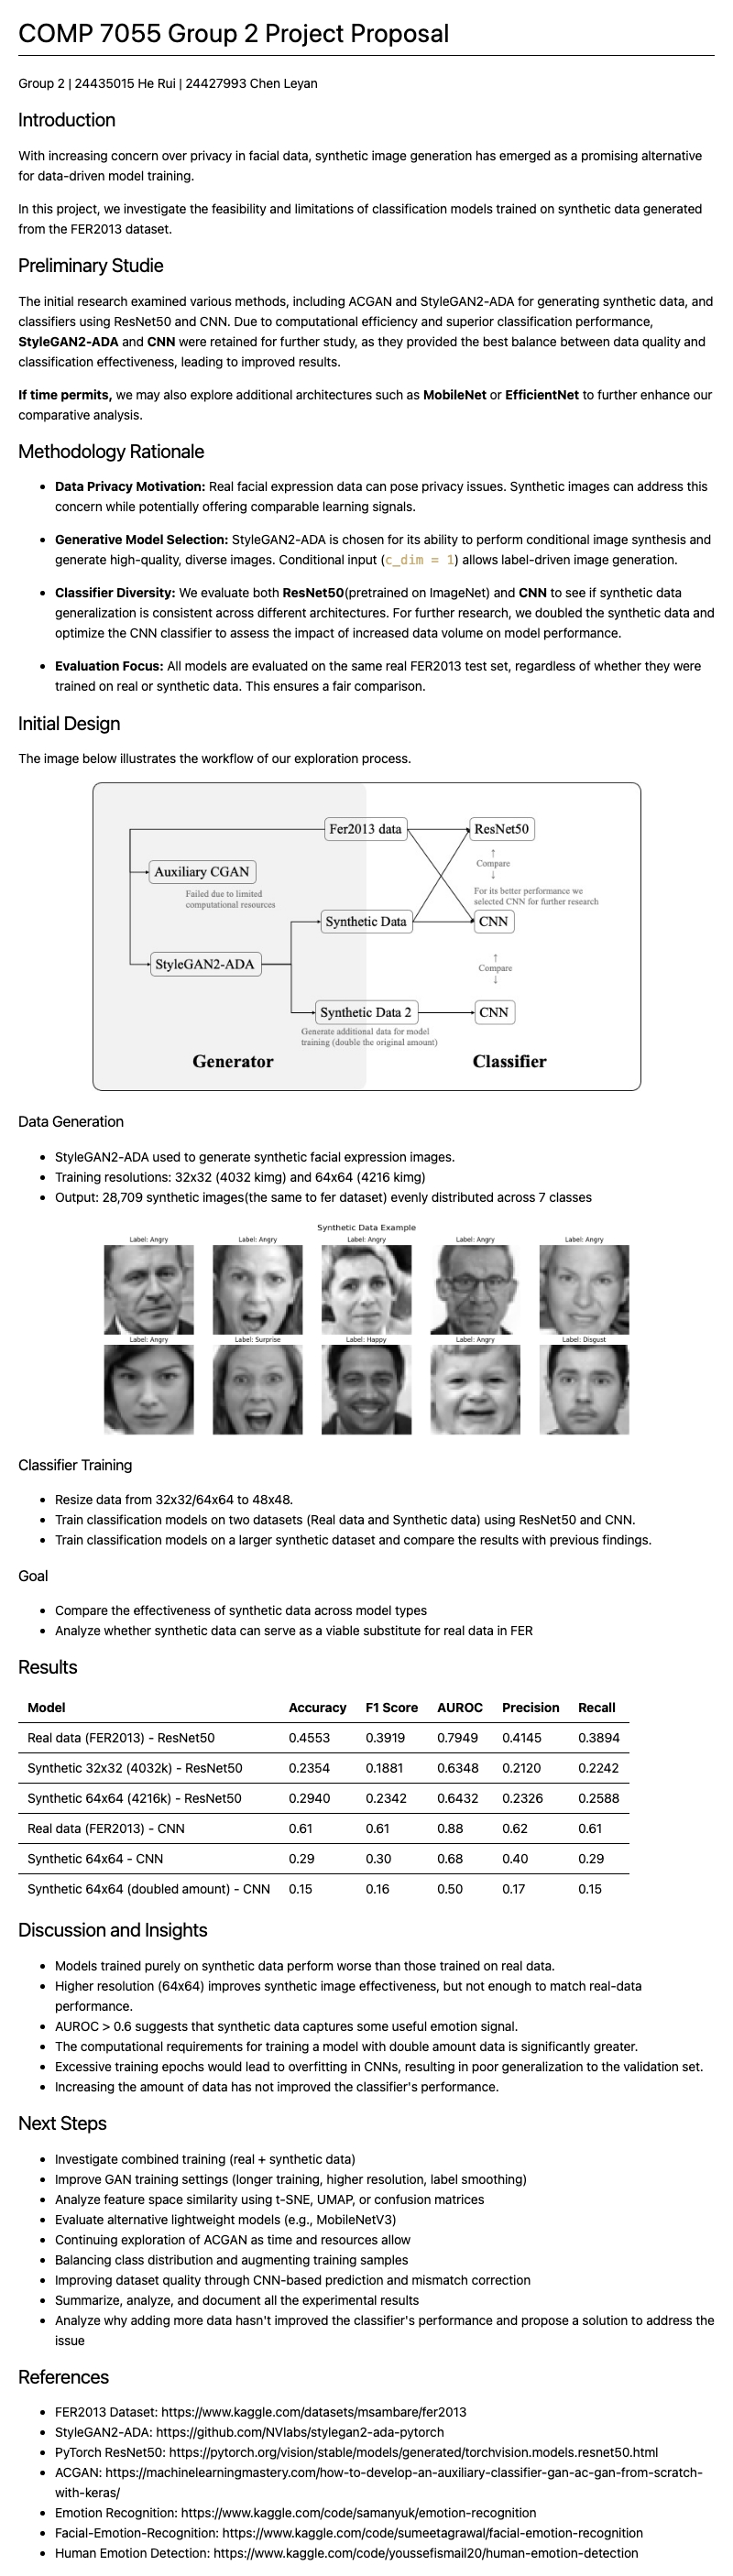 COMP 7055 Group 2 Project Proposal
Group 2 | 24435015 He Rui | 24427993 Chen Leyan
Introduction
With increasing concern over privacy in facial data, synthetic image generation has emerged as a promising alternative
for data-driven model training.
In this project, we investigate the feasibility and limitations of classification models trained on synthetic data generated
from the FER2013 dataset.
Preliminary Studie
The initial research examined various methods, including ACGAN and StyleGAN2-ADA for generating synthetic data, and
classifiers using ResNet50 and CNN. Due to computational efficiency and superior classification performance,
StyleGAN2-ADA and CNN were retained for further study, as they provided the best balance between data quality and
classification effectiveness, leading to improved results.
If time permits, we may also explore additional architectures such as MobileNet or EfficientNet to further enhance our
comparative analysis.
Methodology Rationale
• Data Privacy Motivation: Real facial expression data can pose privacy issues. Synthetic images can address this
concern while potentially offering comparable learning signals.
• Generative Model Selection: StyleGAN2-ADA is chosen for its ability to perform conditional image synthesis and
generate high-quality, diverse images. Conditional input (c_dim = 1) allows label-driven image generation.
• Classifier Diversity: We evaluate both ResNet50(pretrained on ImageNet) and CNN to see if synthetic data
generalization is consistent across different architectures. For further research, we doubled the synthetic data and
optimize the CNN classifier to assess the impact of increased data volume on model performance.
• Evaluation Focus: All models are evaluated on the same real FER2013 test set, regardless of whether they were
trained on real or synthetic data. This ensures a fair comparison.
Initial Design
The image below illustrates the workflow of our exploration process.
Fer2013 data
ResNet50
Auxiliary CGAN
Failed due to limited
computational resources
↑
Compare
↓
For its better performance we
selected CNN for further research
Synthetic Data
CNN
StyleGAN2-ADA
↑
Compare
↓
Synthetic Data 2
CNN
Generate additional data for model
training (double the original amount)
Generator
Classifier
Data Generation
• StyleGAN2-ADA used to generate synthetic facial expression images.
• Training resolutions: 32x32 (4032 kimg) and 64x64 (4216 kimg)
• Output: 28,709 synthetic images(the same to fer dataset) evenly distributed across 7 classes
Synthetic Data Example
Label: Angry Label: Angry Label: Angry Label: Angry Label: Angry
Label: Angry Label: Surprise Label: Happy Label: Angry Label: Disgust
Classifier Training
• Resize data from 32x32/64x64 to 48x48.
• Train classification models on two datasets (Real data and Synthetic data) using ResNet50 and CNN.
• Train classification models on a larger synthetic dataset and compare the results with previous findings.
Goal
• Compare the effectiveness of synthetic data across model types
• Analyze whether synthetic data can serve as a viable substitute for real data in FER
Results
Model Accuracy F1 Score AUROC Precision Recall
Real data (FER2013) - ResNet50 0.4553 0.3919 0.7949 0.4145 0.3894
Synthetic 32x32 (4032k) - ResNet50 0.2354 0.1881 0.6348 0.2120 0.2242
Synthetic 64x64 (4216k) - ResNet50 0.2940 0.2342 0.6432 0.2326 0.2588
Real data (FER2013) - CNN 0.61 0.61 0.88 0.62 0.61
Synthetic 64x64 - CNN 0.29 0.30 0.68 0.40 0.29
Synthetic 64x64 (doubled amount) - CNN 0.15 0.16 0.50 0.17 0.15
Discussion and Insights
• Models trained purely on synthetic data perform worse than those trained on real data.
• Higher resolution (64x64) improves synthetic image effectiveness, but not enough to match real-data
performance.
• AUROC > 0.6 suggests that synthetic data captures some useful emotion signal.
• The computational requirements for training a model with double amount data is significantly greater.
• Excessive training epochs would lead to overfitting in CNNs, resulting in poor generalization to the validation set.
• Increasing the amount of data has not improved the classifier's performance.
Next Steps
• Investigate combined training (real + synthetic data)
• Improve GAN training settings (longer training, higher resolution, label smoothing)
• Analyze feature space similarity using t-SNE, UMAP, or confusion matrices
• Evaluate alternative lightweight models (e.g., MobileNetV3)
• Continuing exploration of ACGAN as time and resources allow
• Balancing class distribution and augmenting training samples
• Improving dataset quality through CNN-based prediction and mismatch correction
• Summarize, analyze, and document all the experimental results
• Analyze why adding more data hasn't improved the classifier's performance and propose a solution to address the
issue
References
• FER2013 Dataset: https://www.kaggle.com/datasets/msambare/fer2013
• StyleGAN2-ADA: https://github.com/NVlabs/stylegan2-ada-pytorch
• PyTorch ResNet50: https://pytorch.org/vision/stable/models/generated/torchvision.models.resnet50.html
• ACGAN: https://machinelearningmastery.com/how-to-develop-an-auxiliary-classifier-gan-ac-gan-from-scratch-
with-keras/
• Emotion Recognition: https://www.kaggle.com/code/samanyuk/emotion-recognition
• Facial-Emotion-Recognition: https://www.kaggle.com/code/sumeetagrawal/facial-emotion-recognition
• Human Emotion Detection: https://www.kaggle.com/code/youssefismail20/human-emotion-detection